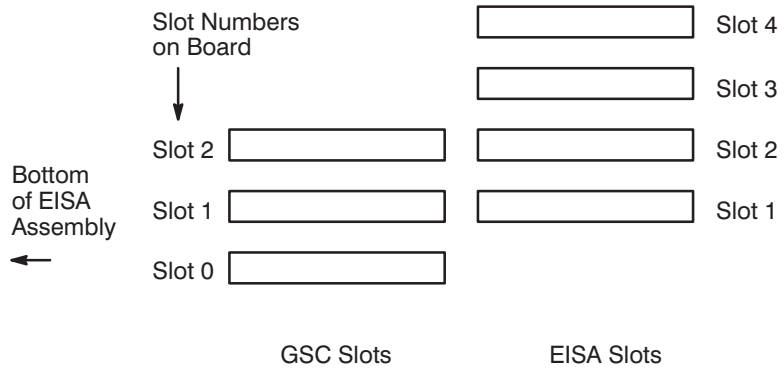 Slot Numbers
on Board
Slot 4
Slot 3
Slot 2
Slot 2
Bottom
of EISA
Assembly
Slot 1
Slot 1
Slot 0
GSC Slots
EISA Slots